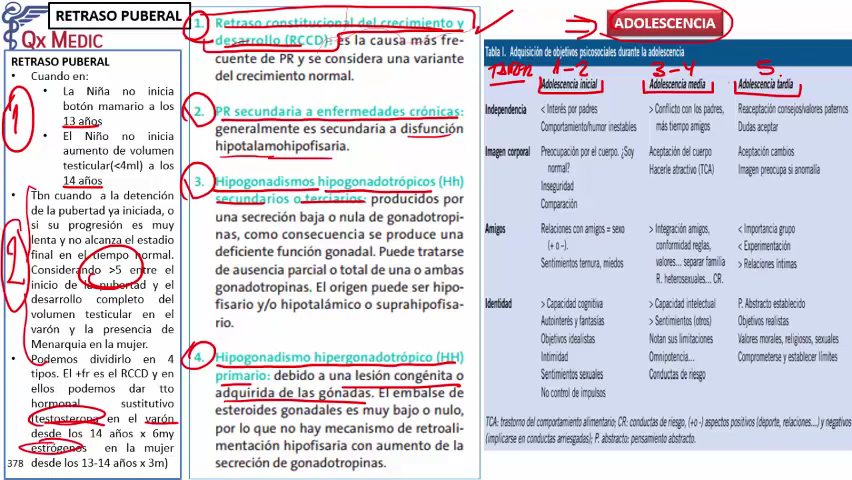 RETRASO PUBERAL
Qx MEDIC
RETRASO PUBERAL
• Cuando en:
• La Niña no inicia
botón mamario a los
13 años
• El Niño no inicia
aumento de volumen
testicular(<4ml) a los
14 años
• Tbn cuando a la detención
de la pubertad ya iniciada, o
si su progresión es muy
lenta y no alcanza el estadio
final en el tiempo normal.
Considerando >5 entre el
inicio de la pubertad y el
desarrollo completo del
volumen testicular en el
varón y la presencia de
Menarquia en la mujer.
• Podemos dividirlo en 4
tipos. El +fr es el RCCD y en
ellos podemos dar tto
hormonal sustitutivo
(testosterona en el varón
desde los 14 años x 6my
estrógenos en la mujer
desde los 13-14 años x 3m)
378
1
2
1. Retraso constitucional del crecimiento y
desarrollo (RCCD): es la causa más fre-
cuente de PR y se considera una variante
del crecimiento normal.
2. PR secundaria a enfermedades crónicas:
generalmente es secundaria a disfunción
hipotalamohipofisaria.
3. Hipogonadismos hipogonadotrópicos (Hh)
secundarios o terciarios: producidos por
una secreción baja o nula de gonadotropi-
nas, como consecuencia se produce una
deficiente función gonadal. Puede tratarse
de ausencia parcial o total de una o ambas
gonadotropinas. El origen puede ser hipo-
fisario y/o hipotalámico o suprahipofisa-
rio.
4. Hipogonadismo hipergonadotrópico (HH)
primario: debido a una lesión congénita o
adquirida de las gónadas. El embalse de
esteroides gonadales es muy bajo o nulo,
por lo que no hay mecanismo de retroali-
mentación hipofisaria con aumento de la
secreción de gonadotropinas.
ADOLESCENCIA
Tabla I. Adquisición de objetivos psicosociales durante la adolescencia
TANNER 1-2 3-4 5.
Adolescencia inicial Adolescencia media Adolescencia tardía
Independencia < Interés por padres > Conflicto con los padres, Reaceptación consejos/valores paternos
Comportamiento/humor inestables más tiempo amigos Dudas aceptar
Imagen corporal Preocupación por el cuerpo. ¿Soy Aceptación del cuerpo Aceptación cambios
normal? Hacerle atractivo (TCA) Imagen preocupa si anomalía
Inseguridad
Comparación
Amigos Relaciones con amigos = sexo > Integración amigos, < Importancia grupo
(+ o -). conformidad reglas, < Experimentación
Sentimientos ternura, miedos valores... separar familia > Relaciones íntimas
R. heterosexuales... CR.
Identidad > Capacidad cognitiva > Capacidad intelectual P. Abstracto establecido
Autointerés y fantasías > Sentimientos (otros) Objetivos realistas
Objetivos idealistas Notan sus limitaciones Valores morales, religiosos, sexuales
Intimidad Omnipotencia... Comprometerse y establecer límites
Sentimientos sexuales Conductas de riesgo
No control de impulsos
TCA: trastorno del comportamiento alimentario; CR: conductas de riesgo, (+o -) aspectos positivos (deporte, relaciones...) y negativos
(implicarse en conductas arriesgadas); P. abstracto: pensamiento abstracto.